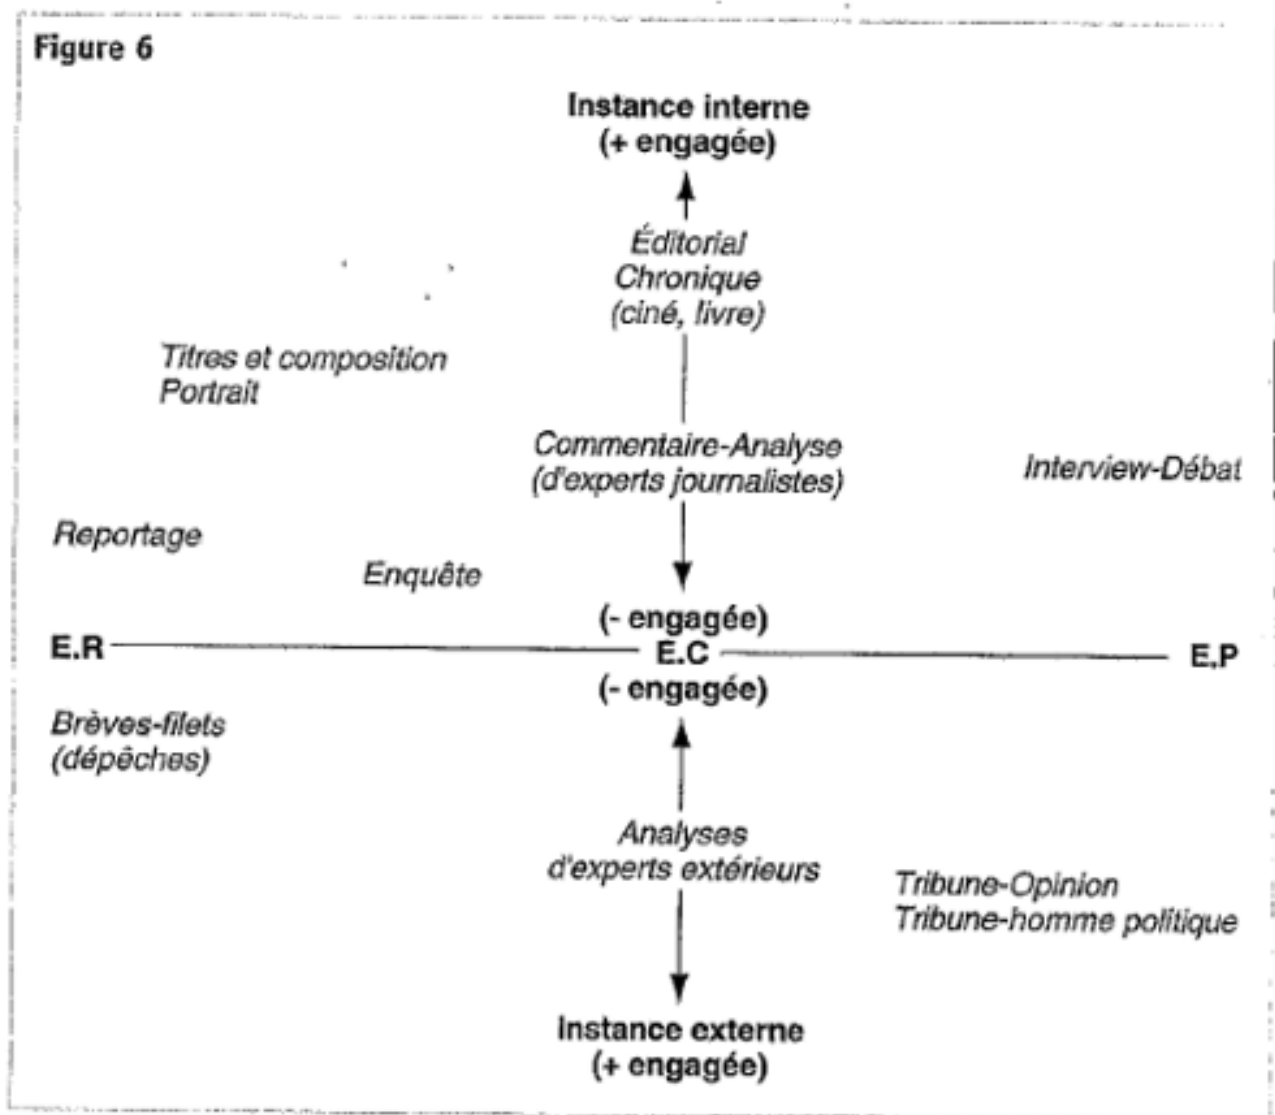 Figure 6
Instance interne
(+ engagée)
Éditorial
Chronique
(ciné, livre)
Titres et composition
Portrait
Commentaire-Analyse
(d'experts journalistes)
Interview-Débat
Reportage
Enquête
(- engagée)
E.R
E.C
E.P
(- engagée)
Brèves-filets
(dépêches)
Analyses
d'experts extérieurs
Tribune-Opinion
Tribune-homme politique
Instance externe
(+ engagée)